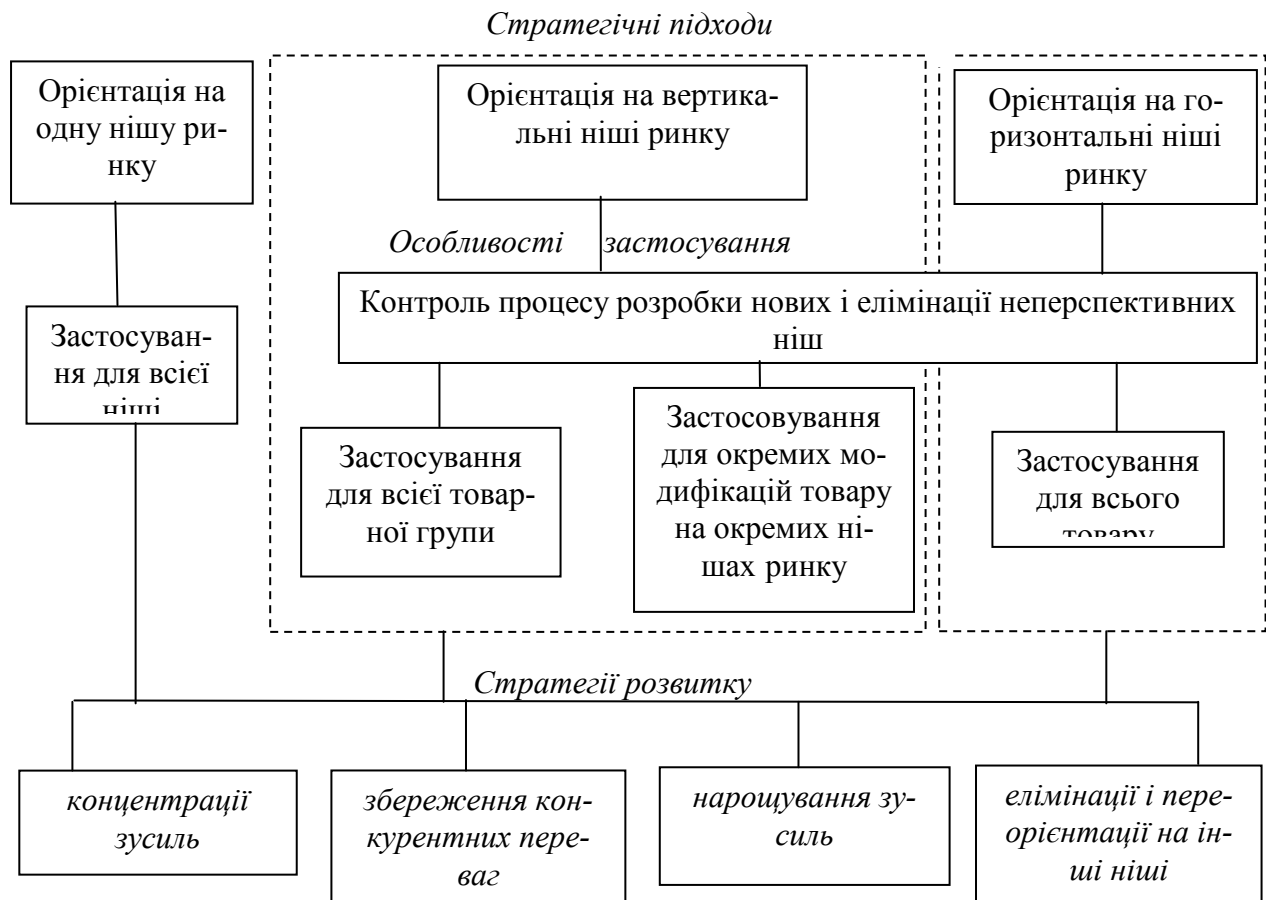 Стратегічні підходи
Орієнтація на
одну нішу ри-
нку
Орієнтація на вертика-
льні ніші ринку
Орієнтація на го-
ризонтальні ніші
ринку
Особливості застосування
Контроль процесу розробки нових і елімінації неперспективних
ніш
Застосуван-
ня для всієї
ніші
Застосування
для всієї товар-
ної групи
Застосовування
для окремих мо-
дифікацій товару
на окремих ні-
шах ринку
Застосування
для всього
товару
Стратегії розвитку
концентрації
зусиль
збереження кон-
курентних пере-
ваг
нарощування зу-
силь
елімінації і пере-
орієнтації на ін-
ші ніші